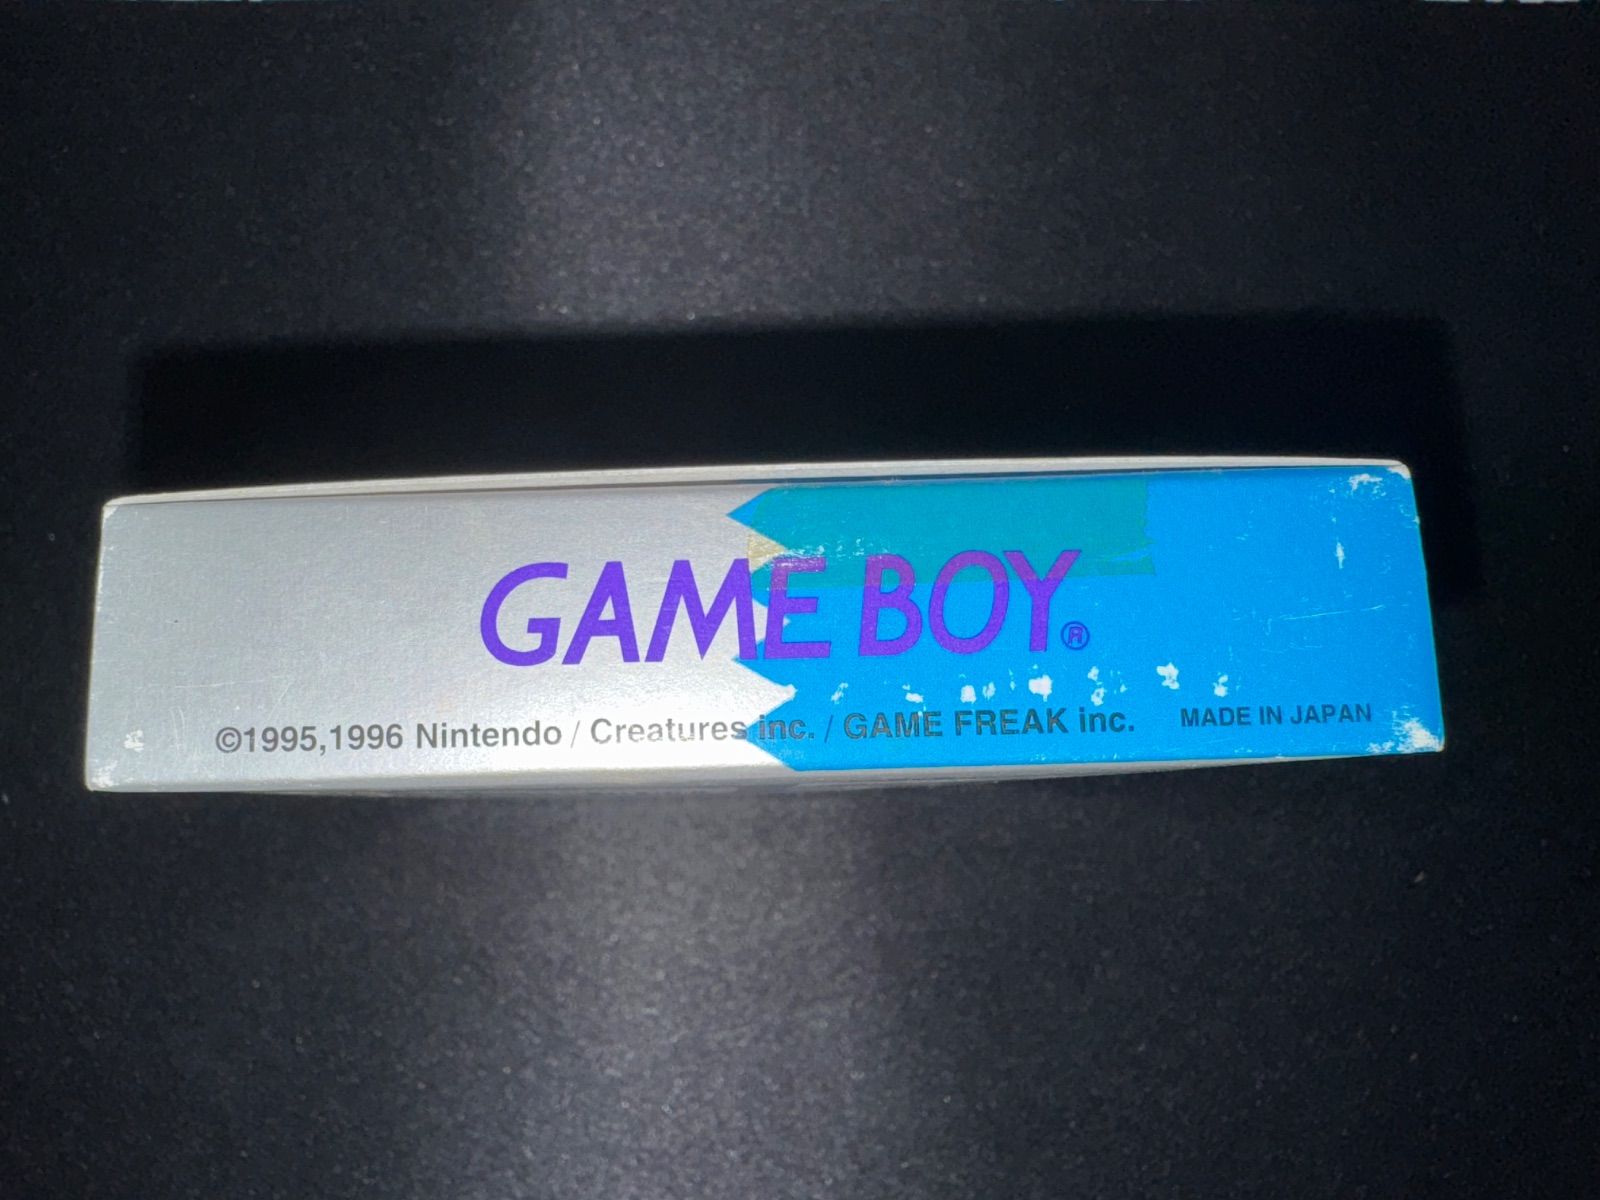 GAME BOY®
©1995,1996 Nintendo / Creatures inc. / GAME FREAK inc. MADE IN JAPAN